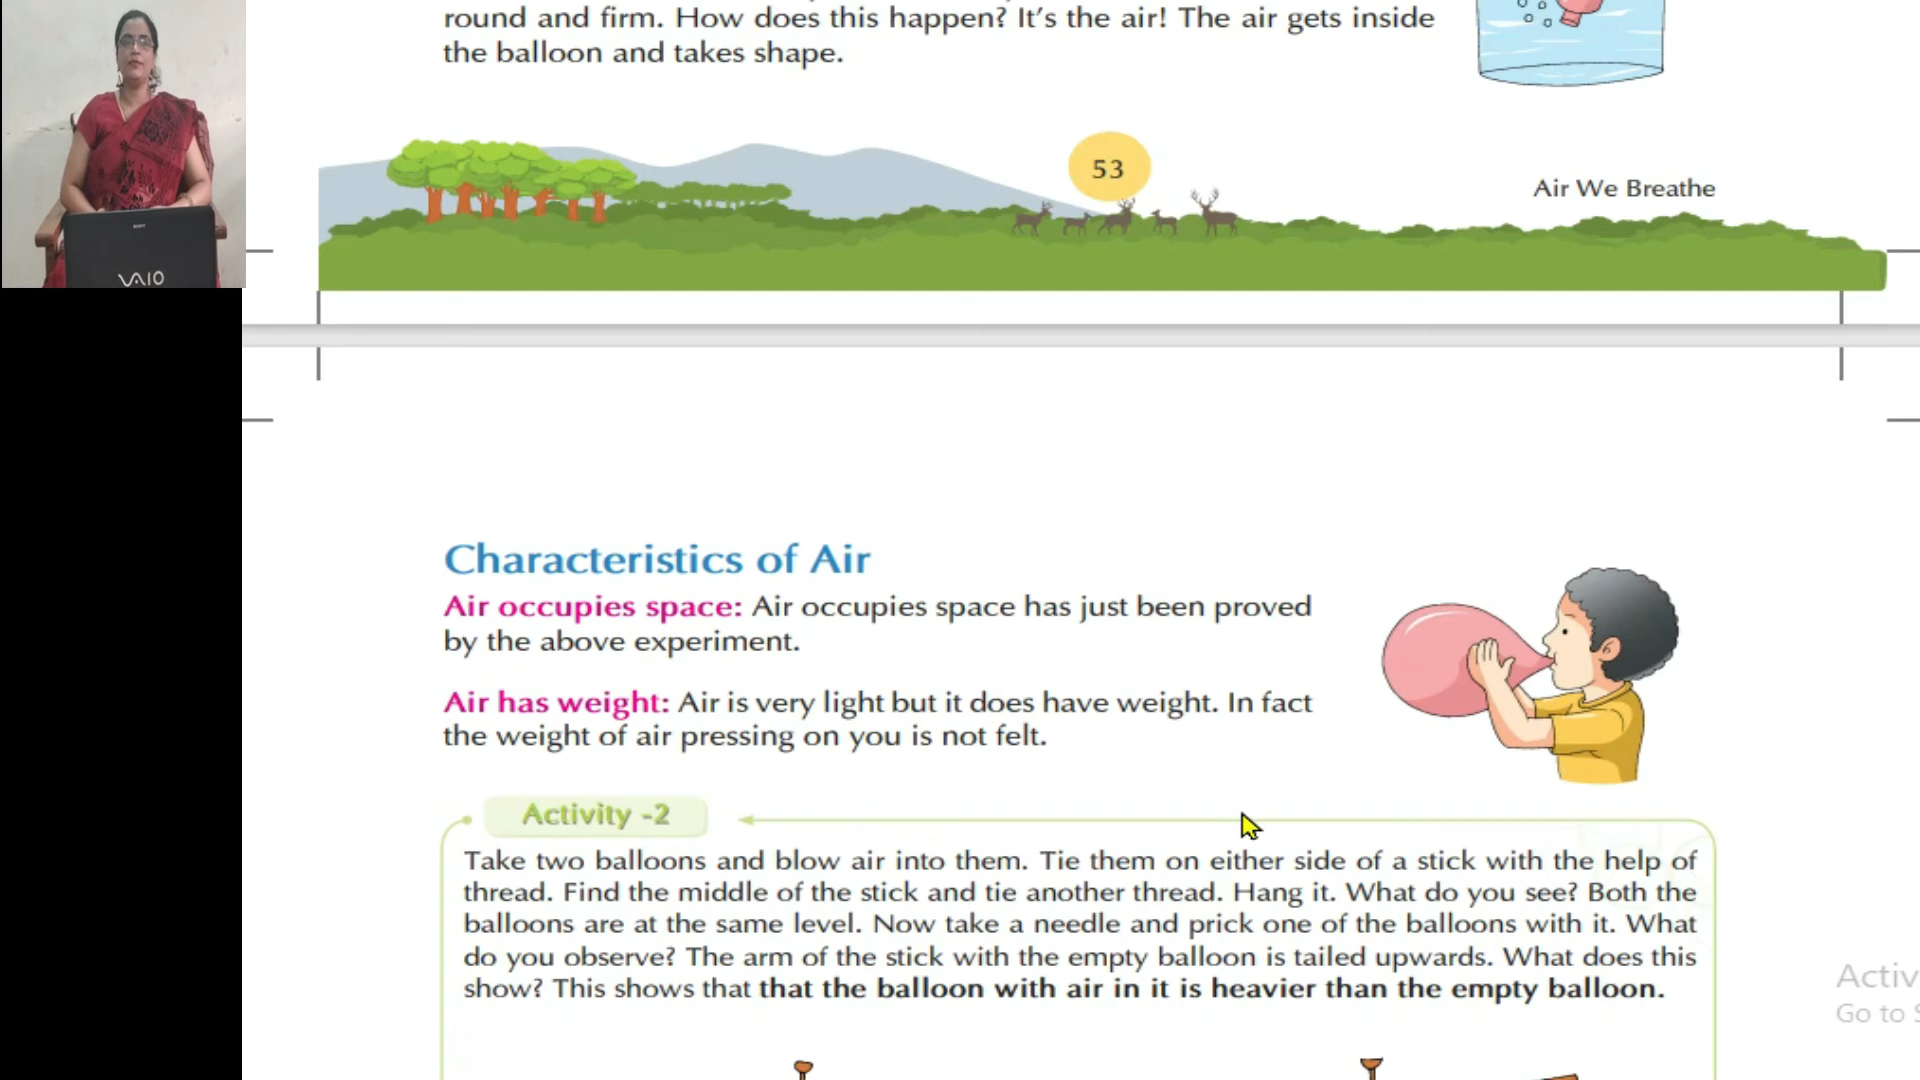 round and firm. How does this happen? It's the air! The air gets inside
the balloon and takes shape.
53
Air We Breathe
VAIO
Characteristics of Air
Air occupies space: Air occupies space has just been proved
by the above experiment.
Air has weight: Air is very light but it does have weight. In fact
the weight of air pressing on you is not felt.
Activity -2
Take two balloons and blow air into them. Tie them on either side of a stick with the help of
thread. Find the middle of the stick and tie another thread. Hang it. What do you see? Both the
balloons are at the same level. Now take a needle and prick one of the balloons with it. What
do you observe? The arm of the stick with the empty balloon is tailed upwards. What does this
show? This shows that that the balloon with air in it is heavier than the empty balloon.
Activ
Go to S